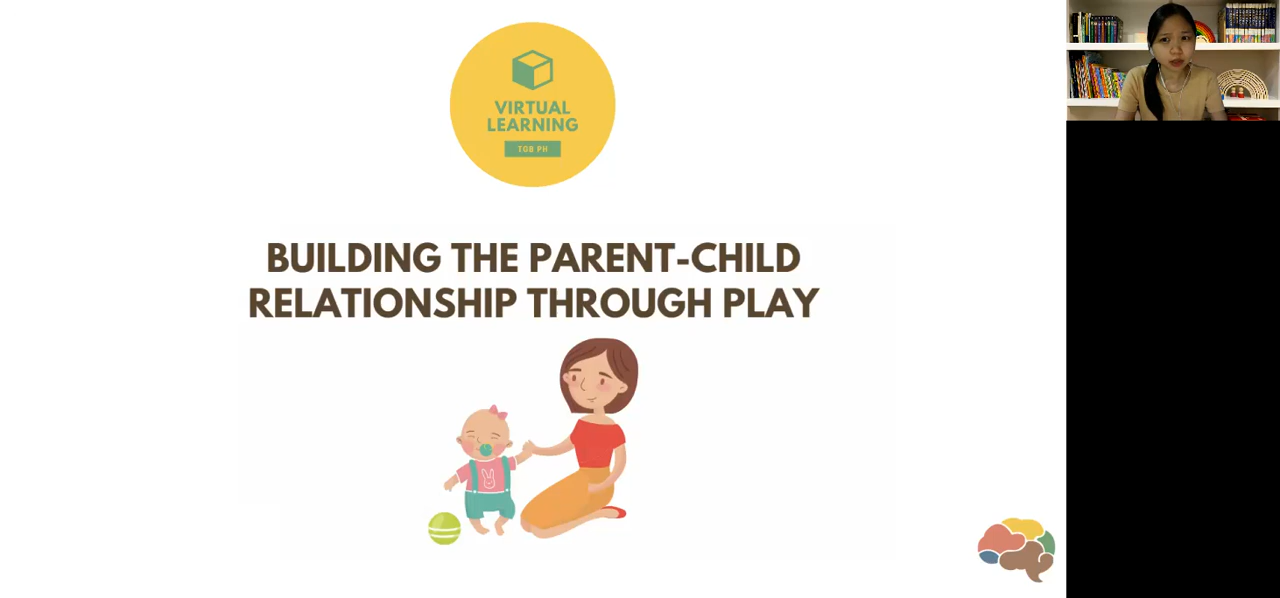 VIRTUAL
LEARNING
TGB PH
BUILDING THE PARENT-CHILD
RELATIONSHIP THROUGH PLAY